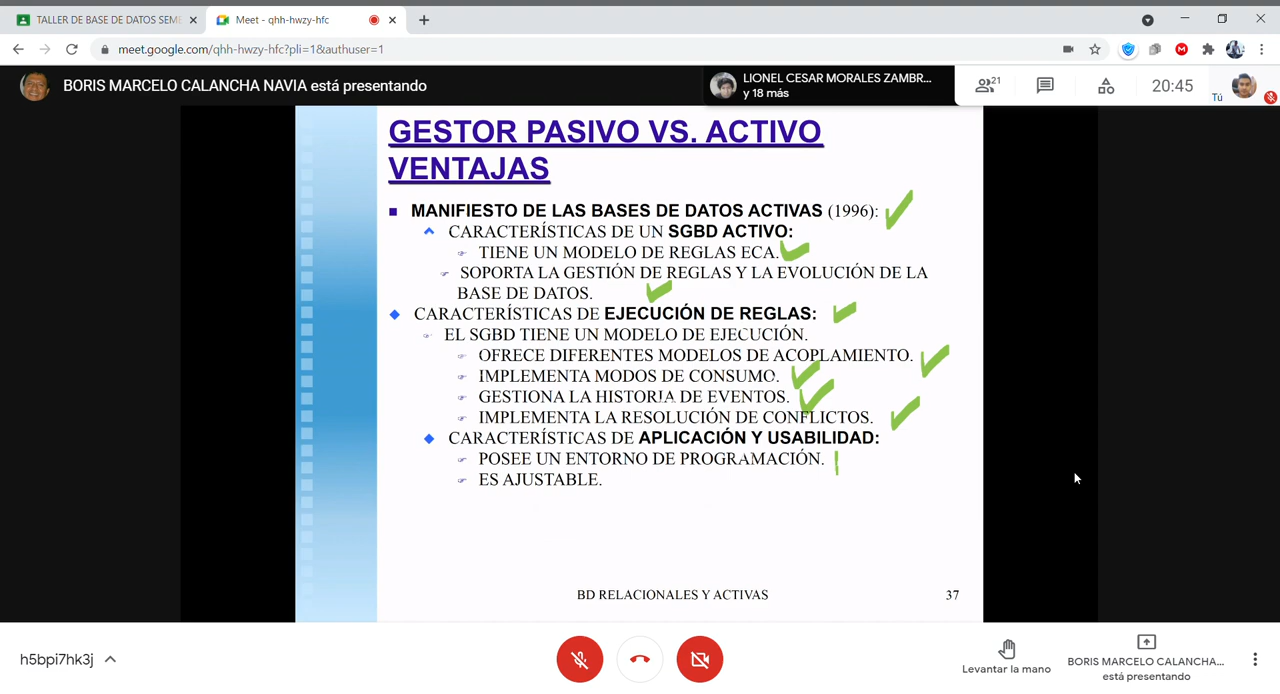 TALLER DE BASE DE DATOS SEME
Meet - qhh-hwzy-hfc
meet.google.com/qhh-hwzy-hfc?pli=1&authuser=1
BORIS MARCELO CALANCHA NAVIA está presentando
LIONEL CESAR MORALES ZAMBR...
y 18 más
21
20:45
Tú
GESTOR PASIVO VS. ACTIVO
VENTAJAS
MANIFIESTO DE LAS BASES DE DATOS ACTIVAS (1996):
CARACTERÍSTICAS DE UN SGBD ACTIVO:
TIENE UN MODELO DE REGLAS ECA.
SOPORTA LA GESTIÓN DE REGLAS Y LA EVOLUCIÓN DE LA
BASE DE DATOS.
CARACTERÍSTICAS DE EJECUCIÓN DE REGLAS:
EL SGBD TIENE UN MODELO DE EJECUCIÓN.
OFRECE DIFERENTES MODELOS DE ACOPLAMIENTO.
IMPLEMENTA MODOS DE CONSUMO.
GESTIONA LA HISTORIA DE EVENTOS.
IMPLEMENTA LA RESOLUCIÓN DE CONFLICTOS.
CARACTERÍSTICAS DE APLICACIÓN Y USABILIDAD:
POSEE UN ENTORNO DE PROGRAMACIÓN.
ES AJUSTABLE.
BD RELACIONALES Y ACTIVAS
37
h5bpi7hk3j
Levantar la mano
BORIS MARCELO CALANCHA...
está presentando